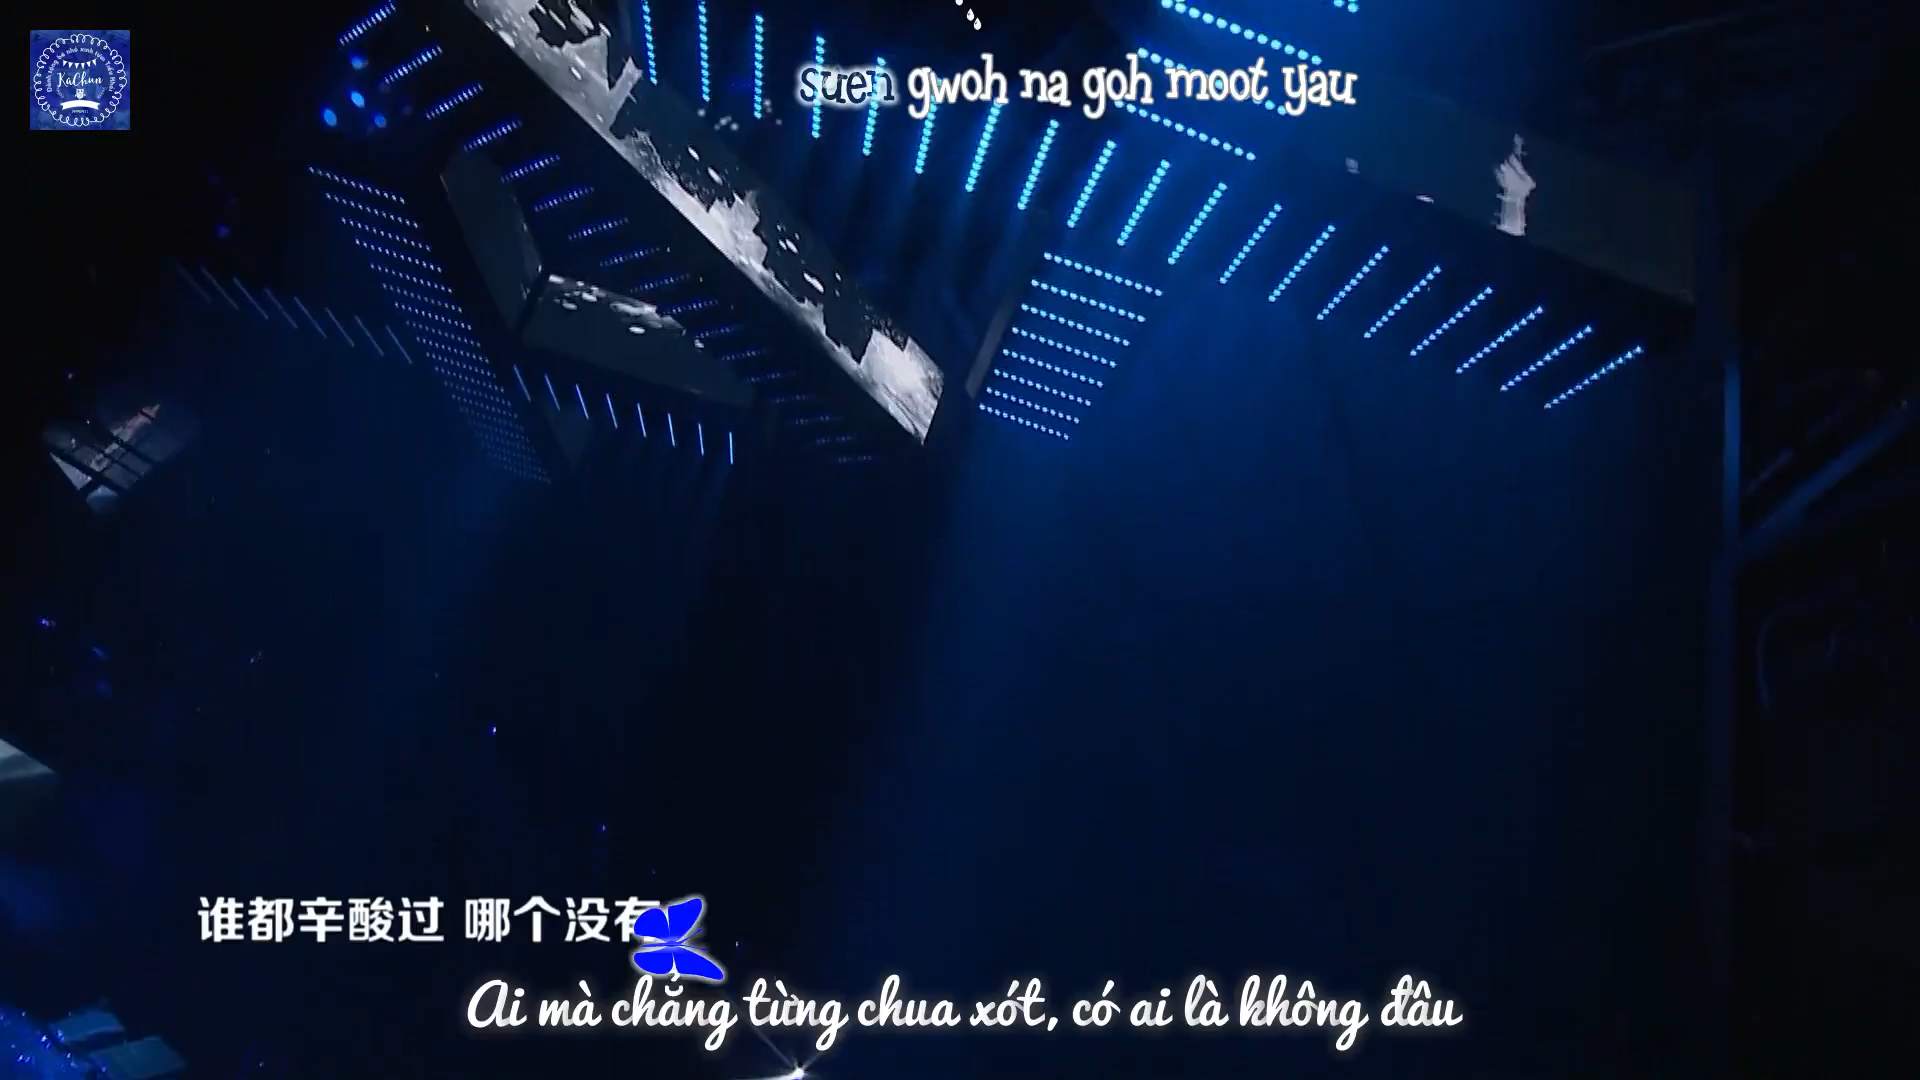 KaChun
suen gwoh na goh moot yau
谁都辛酸过 哪个没有
Ai mà chẳng từng chua xót, có ai là không đâu